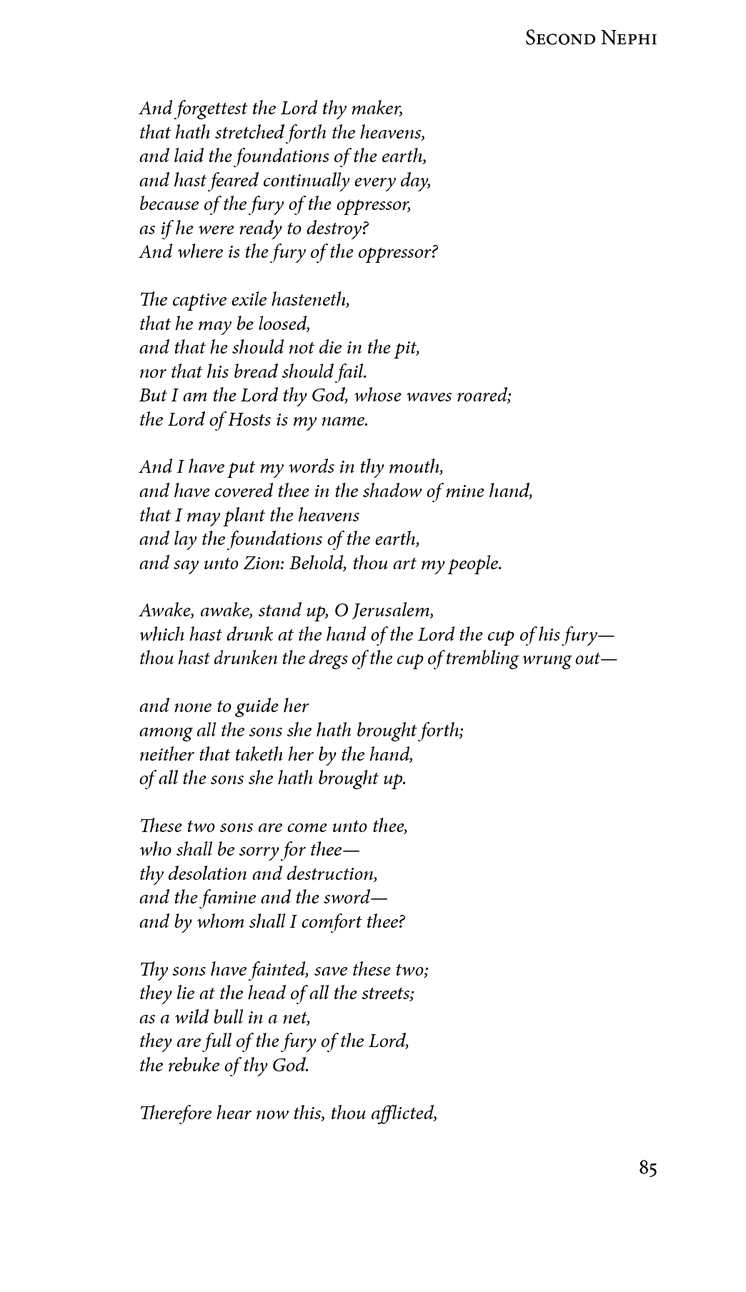 Second Nephi
And forgettest the Lord thy maker,
that hath stretched forth the heavens,
and laid the foundations of the earth,
and hast feared continually every day,
because of the fury of the oppressor,
as if he were ready to destroy?
And where is the fury of the oppressor?
The captive exile hasteneth,
that he may be loosed,
and that he should not die in the pit,
nor that his bread should fail.
But I am the Lord thy God, whose waves roared;
the Lord of Hosts is my name.
And I have put my words in thy mouth,
and have covered thee in the shadow of mine hand,
that I may plant the heavens
and lay the foundations of the earth,
and say unto Zion: Behold, thou art my people.
Awake, awake, stand up, O Jerusalem,
which hast drunk at the hand of the Lord the cup of his fury—
thou hast drunken the dregs of the cup of trembling wrung out—
and none to guide her
among all the sons she hath brought forth;
neither that taketh her by the hand,
of all the sons she hath brought up.
These two sons are come unto thee,
who shall be sorry for thee—
thy desolation and destruction,
and the famine and the sword—
and by whom shall I comfort thee?
Thy sons have fainted, save these two;
they lie at the head of all the streets;
as a wild bull in a net,
they are full of the fury of the Lord,
the rebuke of thy God.
Therefore hear now this, thou afflicted,
85